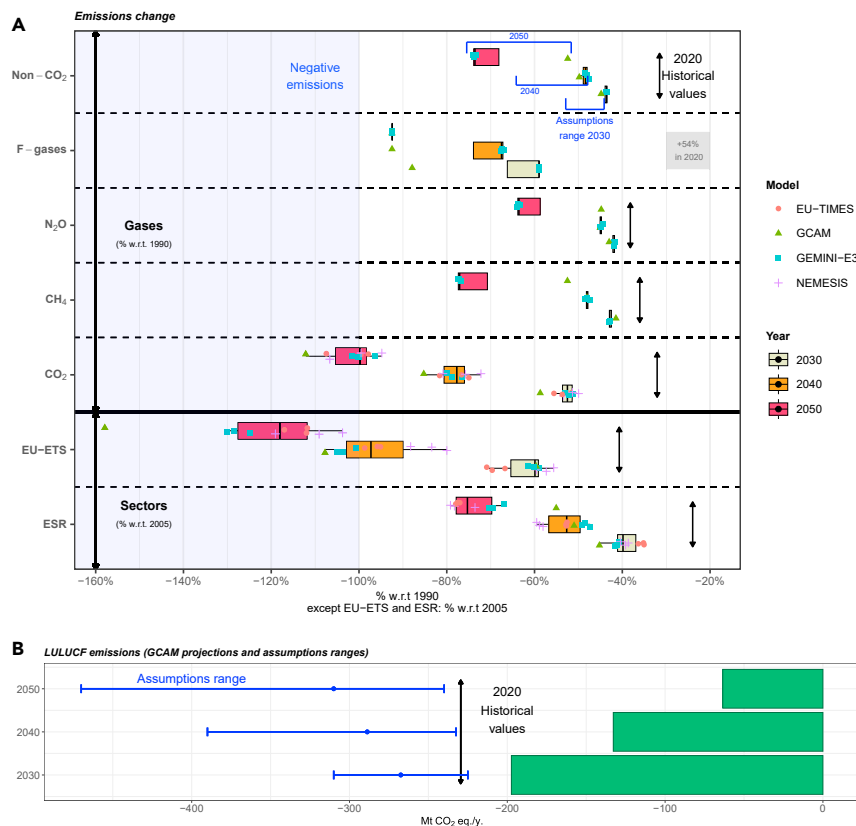 A
Emissions change
Non−CO₂
F−gases
N₂O
CH₄
CO₂
EU−ETS
ESR
2050
2040
Assumptions
range 2030
Negative
emissions
2020
Historical
values
+54%
in 2020
Gases
(% w.r.t. 1990)
Sectors
(% w.r.t. 2005)
−160%
−140%
−120%
−100%
−80%
−60%
−40%
−20%
% w.r.t 1990
except EU−ETS and ESR: % w.r.t 2005
Model
EU−TIMES
GCAM
GEMINI−E3
NEMESIS
Year
2030
2040
2050
B
LULUCF emissions (GCAM projections and assumptions ranges)
2050
2040
2030
Assumptions range
2020
Historical
values
−400
−300
−200
−100
0
Mt CO₂ eq./y.